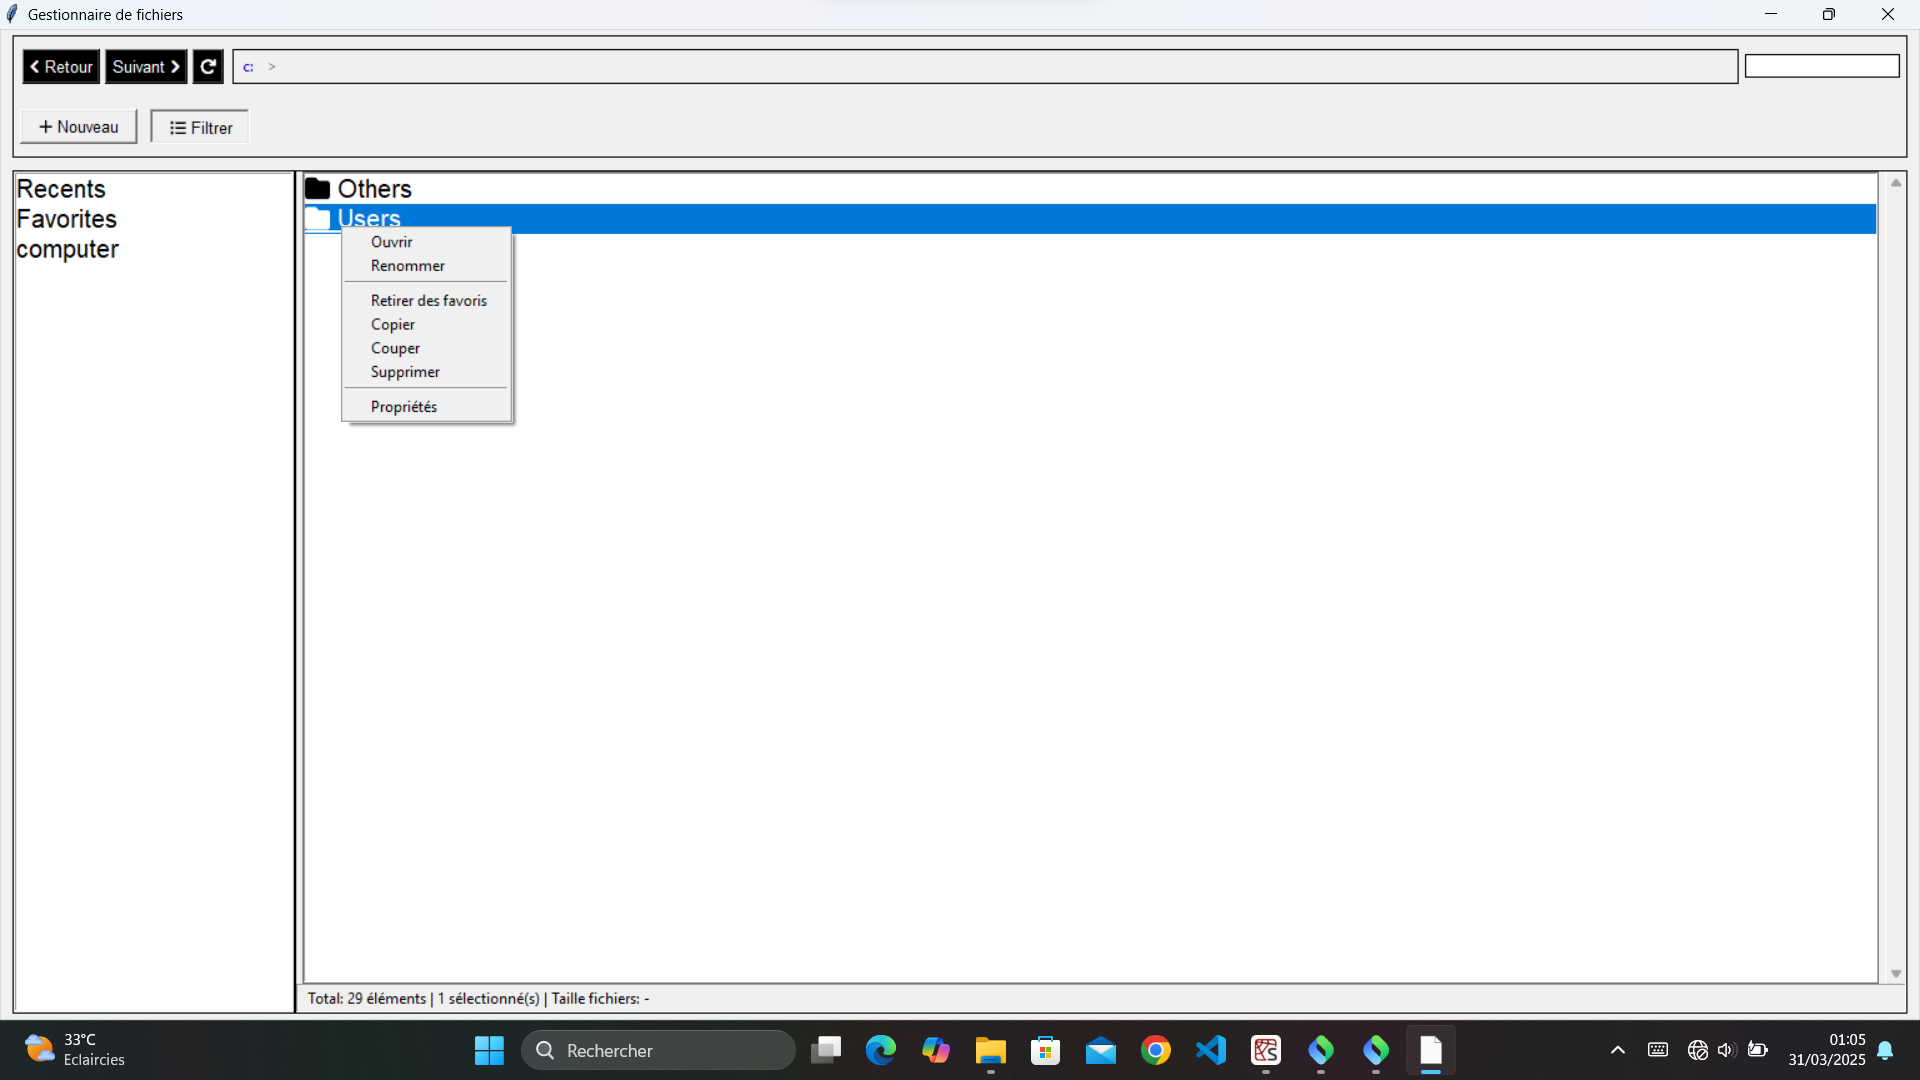 Gestionnaire de fichiers
Retour Suivant c: >
+ Nouveau Filtrer
Recents
Favorites
computer
Others
Users
Ouvrir
Renommer
Retirer des favoris
Copier
Couper
Supprimer
Propriétés
Total: 29 éléments | 1 sélectionné(s) | Taille fichiers: -
33°C
Eclaircies
Rechercher
01:05
31/03/2025